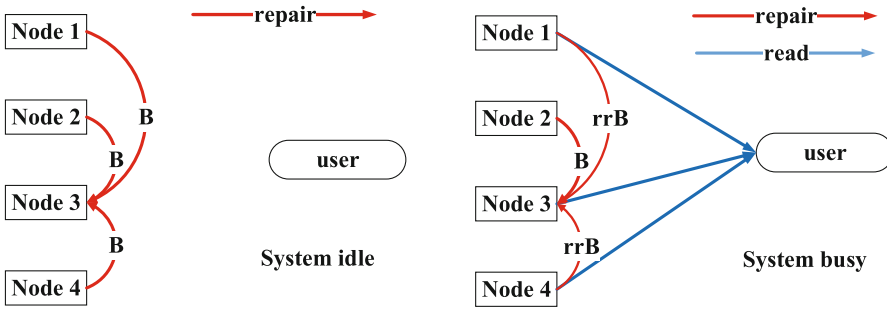 repair
Node 1
B
Node 2
B
user
Node 3
B
System idle
Node 4
repair
read
Node 1
rrB
Node 2
B
user
Node 3
rrB
System busy
Node 4